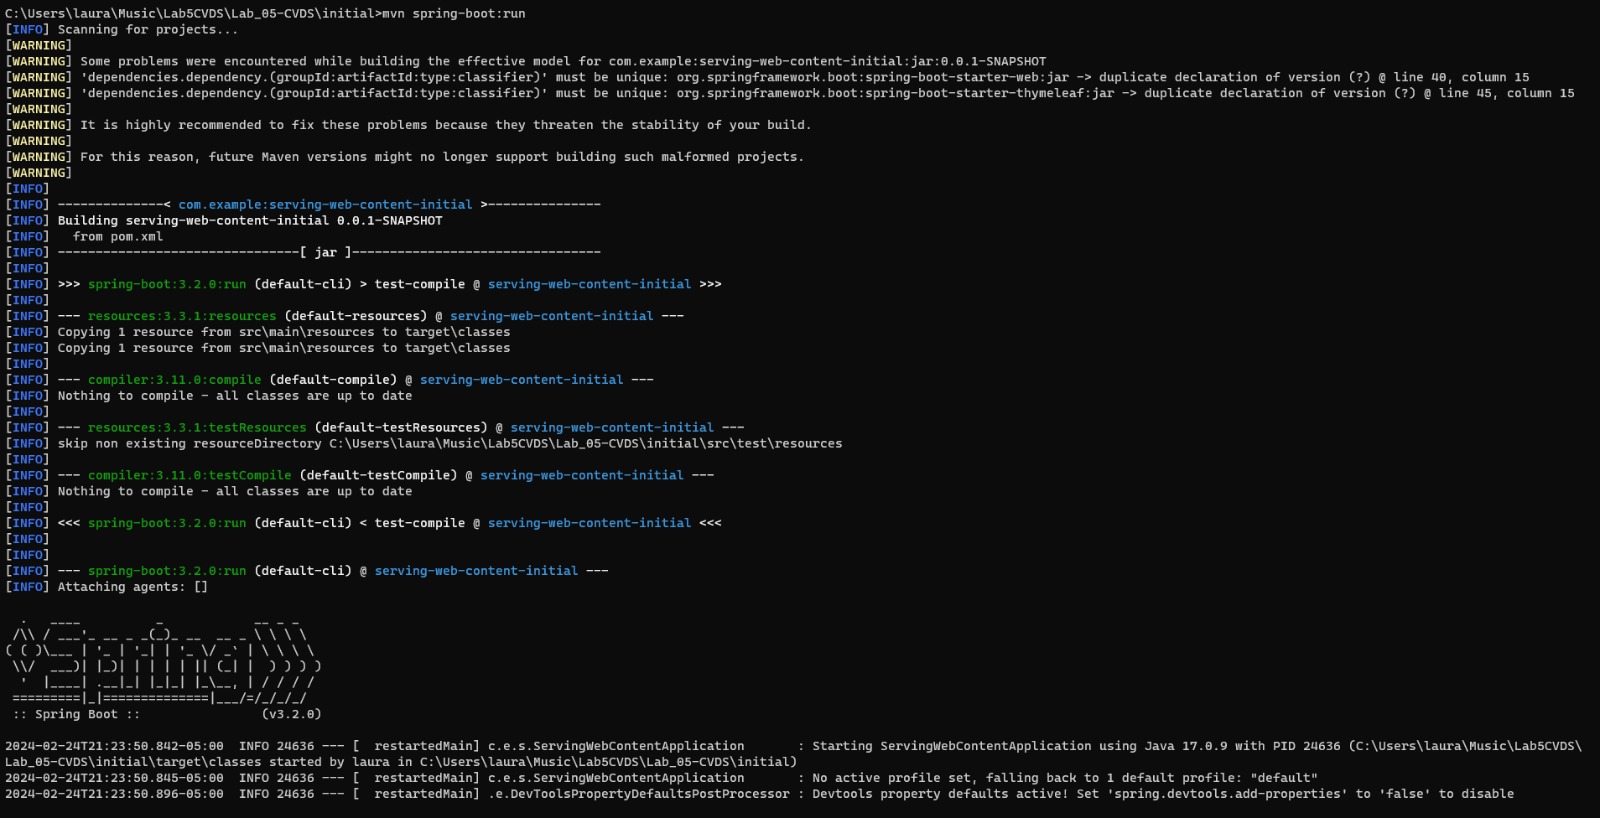 C:\Users\laura\Music\Lab5CVDS\Lab_05-CVDS\initial>mvn spring-boot:run
[INFO] Scanning for projects...
[WARNING]
[WARNING] Some problems were encountered while building the effective model for com.example:serving-web-content-initial:jar:0.0.1-SNAPSHOT
[WARNING] 'dependencies.dependency.(groupId:artifactId:type:classifier)' must be unique: org.springframework.boot:spring-boot-starter-web:jar -> duplicate declaration of version (?) @ line 40, column 15
[WARNING] 'dependencies.dependency.(groupId:artifactId:type:classifier)' must be unique: org.springframework.boot:spring-boot-starter-thymeleaf:jar -> duplicate declaration of version (?) @ line 45, column 15
[WARNING]
[WARNING] It is highly recommended to fix these problems because they threaten the stability of your build.
[WARNING]
[WARNING] For this reason, future Maven versions might no longer support building such malformed projects.
[WARNING]
[INFO]
[INFO] --------------< com.example:serving-web-content-initial >---------------
[INFO] Building serving-web-content-initial 0.0.1-SNAPSHOT
[INFO]   from pom.xml
[INFO] --------------------------------[ jar ]---------------------------------
[INFO]
[INFO] >>> spring-boot:3.2.0:run (default-cli) > test-compile @ serving-web-content-initial >>>
[INFO]
[INFO] --- resources:3.3.1:resources (default-resources) @ serving-web-content-initial ---
[INFO] Copying 1 resource from src\main\resources to target\classes
[INFO] Copying 1 resource from src\main\resources to target\classes
[INFO]
[INFO] --- compiler:3.11.0:compile (default-compile) @ serving-web-content-initial ---
[INFO] Nothing to compile - all classes are up to date
[INFO]
[INFO] --- resources:3.3.1:testResources (default-testResources) @ serving-web-content-initial ---
[INFO] skip non existing resourceDirectory C:\Users\laura\Music\Lab5CVDS\Lab_05-CVDS\initial\src\test\resources
[INFO]
[INFO] --- compiler:3.11.0:testCompile (default-testCompile) @ serving-web-content-initial ---
[INFO] Nothing to compile - all classes are up to date
[INFO]
[INFO] <<< spring-boot:3.2.0:run (default-cli) < test-compile @ serving-web-content-initial <<<
[INFO]
[INFO]
[INFO] --- spring-boot:3.2.0:run (default-cli) @ serving-web-content-initial ---
[INFO] Attaching agents: []
  .   ____          _            __ _ _
 /\\ / ___'_ __ _ _(_)_ __  __ _ \ \ \ \
( ( )\___ | '_ | '_| | '_ \/ _` | \ \ \ \
 \\/  ___)| |_)| | | | | || (_| |  ) ) ) )
  '  |____| .__|_| |_|_| |_\__, | / / / /
 =========|_|==============|___/=/_/_/_/
 :: Spring Boot ::                (v3.2.0)
2024-02-24T21:23:50.842-05:00  INFO 24636 --- [  restartedMain] c.e.s.ServingWebContentApplication       : Starting ServingWebContentApplication using Java 17.0.9 with PID 24636 (C:\Users\laura\Music\Lab5CVDS\
Lab_05-CVDS\initial\target\classes started by laura in C:\Users\laura\Music\Lab5CVDS\Lab_05-CVDS\initial)
2024-02-24T21:23:50.845-05:00  INFO 24636 --- [  restartedMain] c.e.s.ServingWebContentApplication       : No active profile set, falling back to 1 default profile: "default"
2024-02-24T21:23:50.896-05:00  INFO 24636 --- [  restartedMain] .e.DevToolsPropertyDefaultsPostProcessor : Devtools property defaults active! Set 'spring.devtools.add-properties' to 'false' to disable